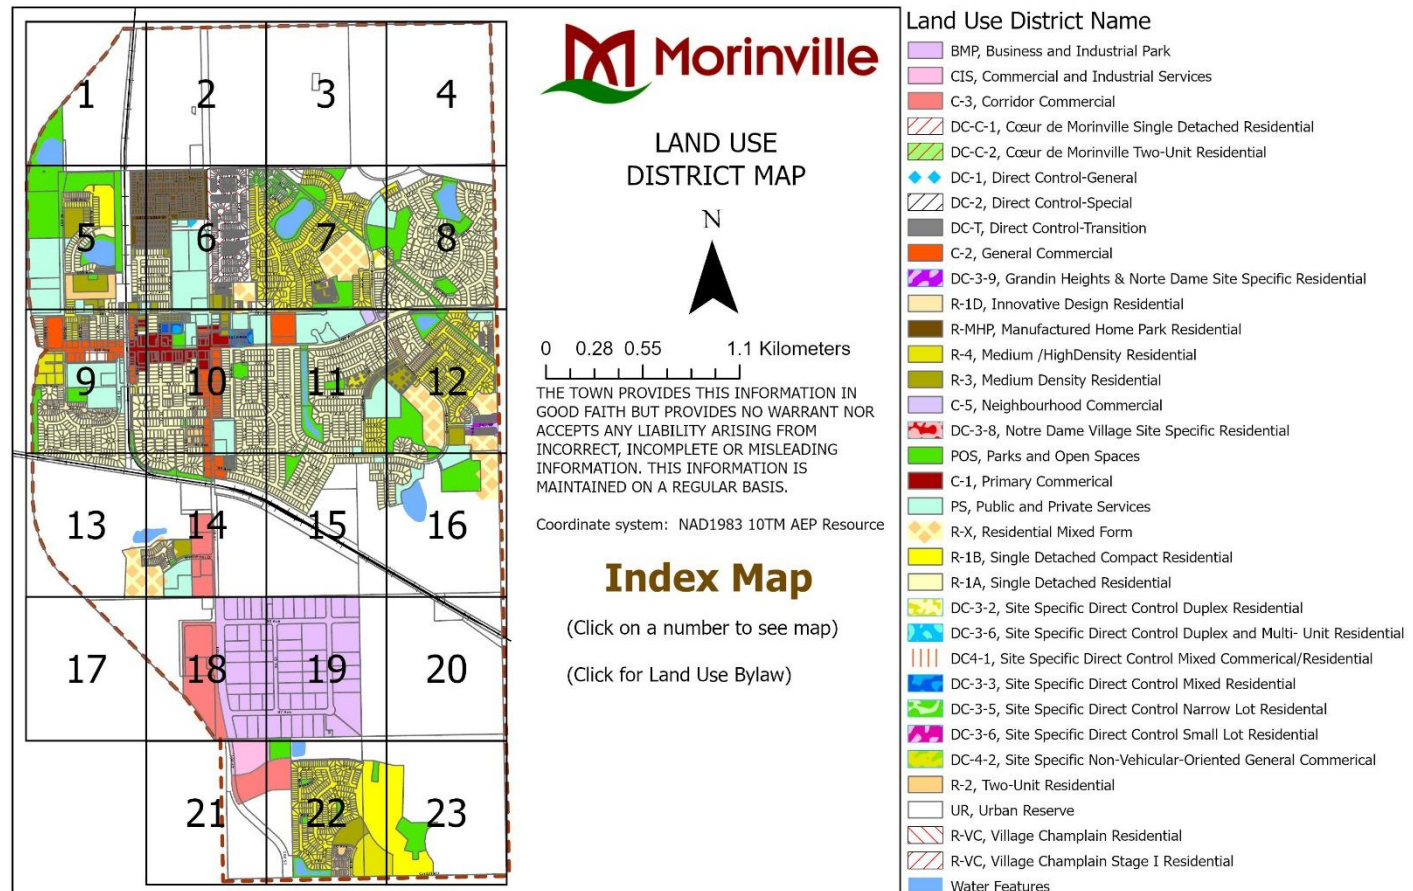 Morinville
LAND USE
DISTRICT MAP
N
0 0.28 0.55 1.1 Kilometers
THE TOWN PROVIDES THIS INFORMATION IN
GOOD FAITH BUT PROVIDES NO WARRANT NOR
ACCEPTS ANY LIABILITY ARISING FROM
INCORRECT, INCOMPLETE OR MISLEADING
INFORMATION. THIS INFORMATION IS
MAINTAINED ON A REGULAR BASIS.
Coordinate system: NAD1983 10TM AEP Resource
Index Map
(Click on a number to see map)
(Click for Land Use Bylaw)
1 2 3 4
5 6 7 8
9 10 11 12
13 14 15 16
17 18 19 20
21 22 23
Land Use District Name
BMP, Business and Industrial Park
CIS, Commercial and Industrial Services
C-3, Corridor Commercial
DC-C-1, Cœur de Morinville Single Detached Residential
DC-C-2, Cœur de Morinville Two-Unit Residential
DC-1, Direct Control-General
DC-2, Direct Control-Special
DC-T, Direct Control-Transition
C-2, General Commercial
DC-3-9, Grandin Heights & Norte Dame Site Specific Residential
R-1D, Innovative Design Residential
R-MHP, Manufactured Home Park Residential
R-4, Medium /HighDensity Residential
R-3, Medium Density Residential
C-5, Neighbourhood Commercial
DC-3-8, Notre Dame Village Site Specific Residential
POS, Parks and Open Spaces
C-1, Primary Commerical
PS, Public and Private Services
R-X, Residential Mixed Form
R-1B, Single Detached Compact Residential
R-1A, Single Detached Residential
DC-3-2, Site Specific Direct Control Duplex Residential
DC-3-6, Site Specific Direct Control Duplex and Multi- Unit Residential
DC4-1, Site Specific Direct Control Mixed Commerical/Residential
DC-3-3, Site Specific Direct Control Mixed Residential
DC-3-5, Site Specific Direct Control Narrow Lot Residental
DC-3-6, Site Specific Direct Control Small Lot Residential
DC-4-2, Site Specific Non-Vehicular-Oriented General Commerical
R-2, Two-Unit Residential
UR, Urban Reserve
R-VC, Village Champlain Residential
R-VC, Village Champlain Stage I Residential
Water Features